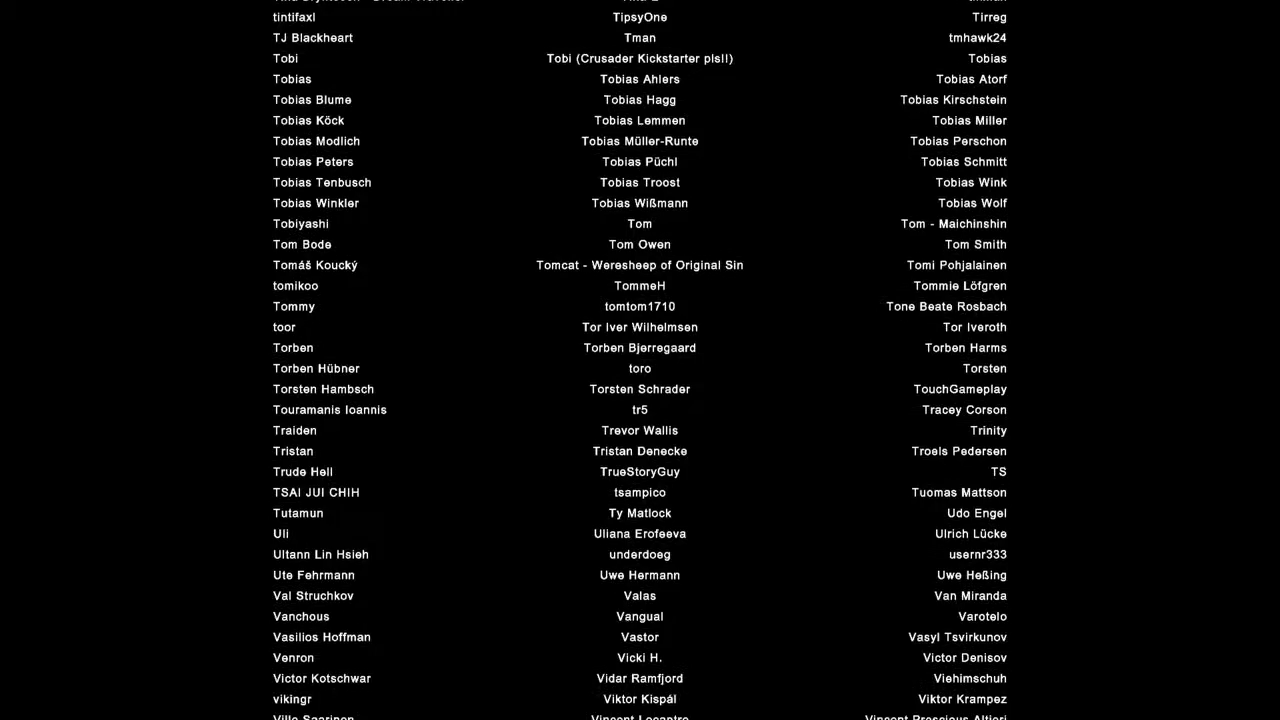 tintifaxl TipsyOne Tirreg
TJ Blackheart Tman tmhawk24
Tobi Tobi (Crusader Kickstarter pls!!) Tobias
Tobias Tobias Ahlers Tobias Atorf
Tobias Blume Tobias Hagg Tobias Kirschstein
Tobias Köck Tobias Lemmen Tobias Miller
Tobias Modlich Tobias Müller-Runte Tobias Perschon
Tobias Peters Tobias Püchl Tobias Schmitt
Tobias Tenbusch Tobias Troost Tobias Wink
Tobias Winkler Tobias Wißmann Tobias Wolf
Tobiyashi Tom Tom - Maichinshin
Tom Bode Tom Owen Tom Smith
Tomáš Koucký Tomcat - Weresheep of Original Sin Tomi Pohjalainen
tomikoo TommeH Tommie Löfgren
Tommy tomtom1710 Tone Beate Rosbach
toor Tor Iver Wilhelmsen Tor Iveroth
Torben Torben Bjerregaard Torben Harms
Torben Hübner toro Torsten
Torsten Hambsch Torsten Schrader TouchGameplay
Touramanis Ioannis tr5 Tracey Corson
Traiden Trevor Wallis Trinity
Tristan Tristan Denecke Troels Pedersen
Trude Hell TrueStoryGuy TS
TSAI JUI CHIH tsampico Tuomas Mattson
Tutamun Ty Matlock Udo Engel
Uli Uliana Erofeeva Ulrich Lücke
Ultann Lin Hsieh underdoeg usernr333
Ute Fehrmann Uwe Hermann Uwe Heßing
Val Struchkov Valas Van Miranda
Vanchous Vangual Varotelo
Vasilios Hoffman Vastor Vasyl Tsvirkunov
Venron Vicki H. Victor Denisov
Victor Kotschwar Vidar Ramfjord Viehimschuh
vikingr Viktor Kispál Viktor Krampez
Ville Saarinen Vincent